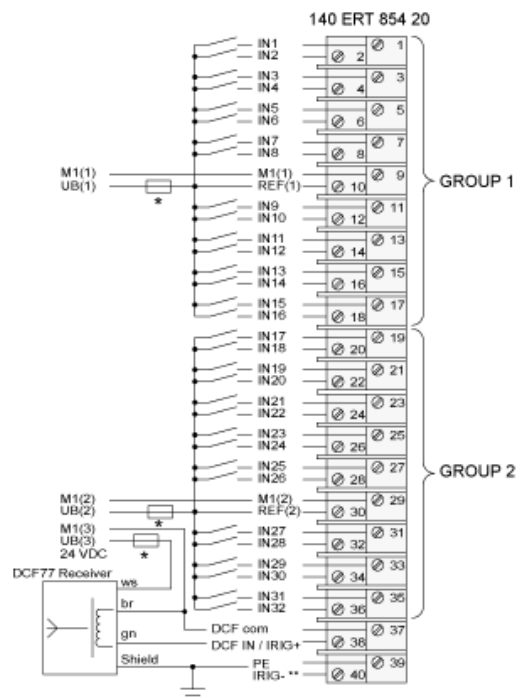 140 ERT 854 20
IN1 1
IN2 2
IN3 3
IN4 4
IN5 5
IN6 6
IN7 7
IN8 8
M1(1) M1(1) 9
UB(1) REF(1) 10
* GROUP 1
IN9 11
IN10 12
IN11 13
IN12 14
IN13 15
IN14 16
IN15 17
IN16 18
IN17 19
IN18 20
IN19 21
IN20 22
IN21 23
IN22 24
IN23 25
IN24 26
IN25 27
IN26 28
GROUP 2
M1(2) M1(2) 29
UB(2) REF(2) 30
*
M1(3) IN27 31
UB(3) IN28 32
24 VDC *
DCF77 Receiver IN29 33
ws IN30 34
br IN31 35
IN32 36
gn DCF com 37
DCF IN / IRIG+ 38
Shield PE 39
IRIG- ** 40